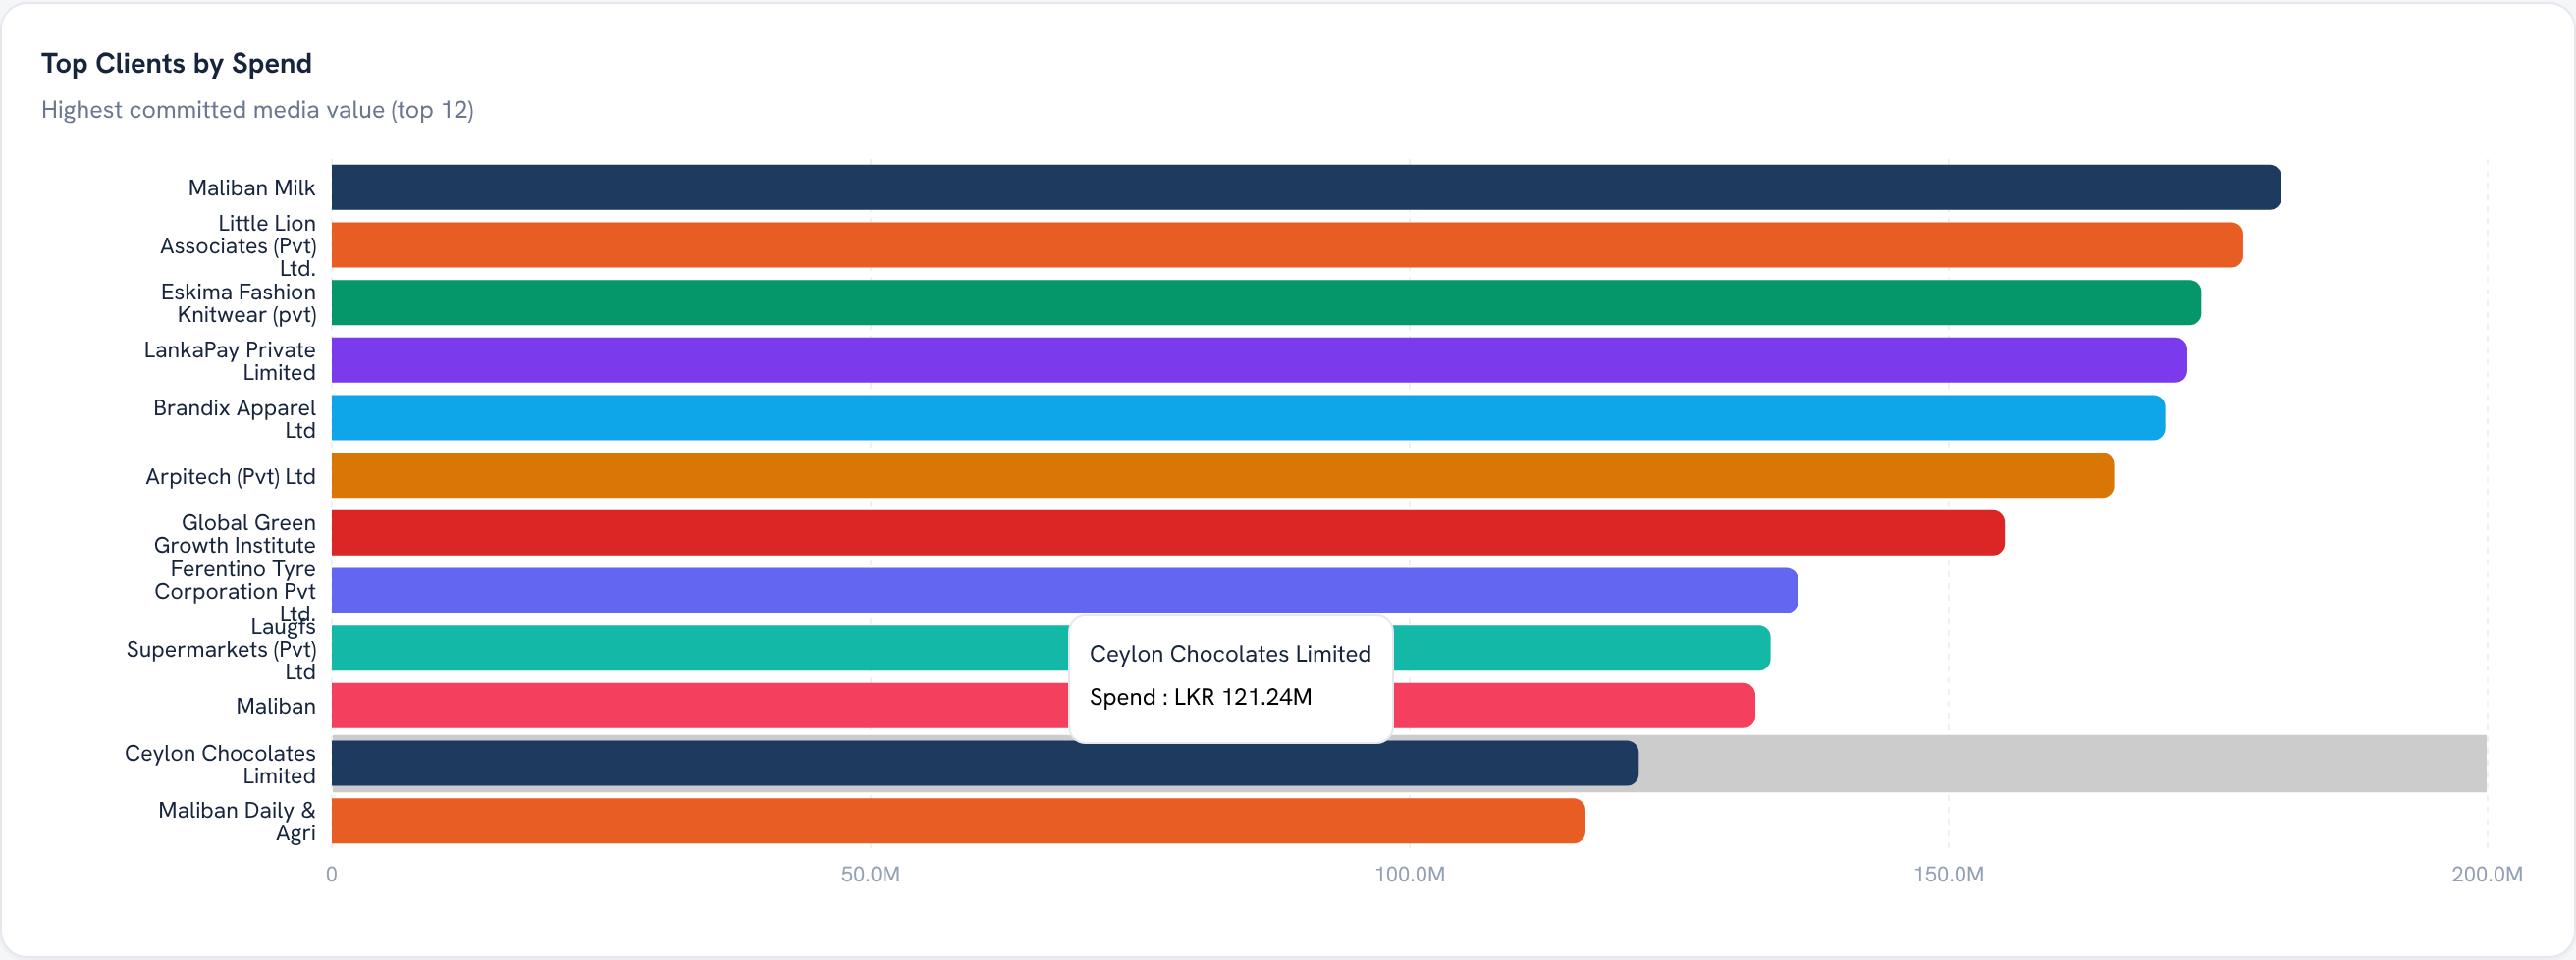 Top Clients by Spend
Highest committed media value (top 12)
Maliban Milk
Little Lion
Associates (Pvt)
Ltd.
Eskima Fashion
Knitwear (pvt)
LankaPay Private
Limited
Brandix Apparel
Ltd
Arpitech (Pvt) Ltd
Global Green
Growth Institute
Ferentino Tyre
Corporation Pvt
Ltd.
Laugfs
Supermarkets (Pvt)
Ltd
Ceylon Chocolates Limited
Spend : LKR 121.24M
Maliban
Ceylon Chocolates
Limited
Maliban Daily &
Agri
0
50.0M
100.0M
150.0M
200.0M